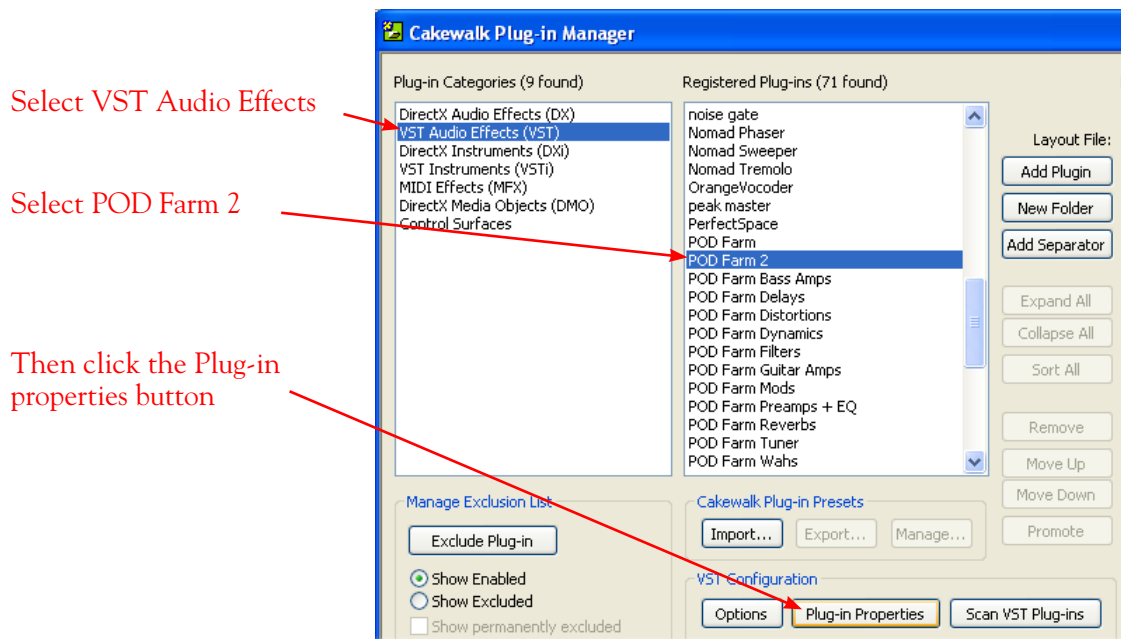 Cakewalk Plug-in Manager
Select VST Audio Effects
Select POD Farm 2
Then click the Plug-in
properties button
Plug-in Categories (9 found)
DirectX Audio Effects (DX)
VST Audio Effects (VST)
DirectX Instruments (DXi)
VST Instruments (VSTi)
MIDI Effects (MFX)
DirectX Media Objects (DMO)
Control Surfaces
Registered Plug-ins (71 found)
noise gate
Nomad Phaser
Nomad Sweeper
Nomad Tremolo
OrangeVocoder
peak master
PerfectSpace
POD Farm
POD Farm 2
POD Farm Bass Amps
POD Farm Delays
POD Farm Distortions
POD Farm Dynamics
POD Farm Filters
POD Farm Guitar Amps
POD Farm Mods
POD Farm Preamps + EQ
POD Farm Reverbs
POD Farm Tuner
POD Farm Wahs
Layout File:
Add Plugin
New Folder
Add Separator
Expand All
Collapse All
Sort All
Remove
Move Up
Move Down
Promote
Manage Exclusion List
Exclude Plug-in
Show Enabled
Show Excluded
Show permanently excluded
Cakewalk Plug-in Presets
Import... Export... Manage...
VST Configuration
Options Plug-in Properties Scan VST Plug-ins